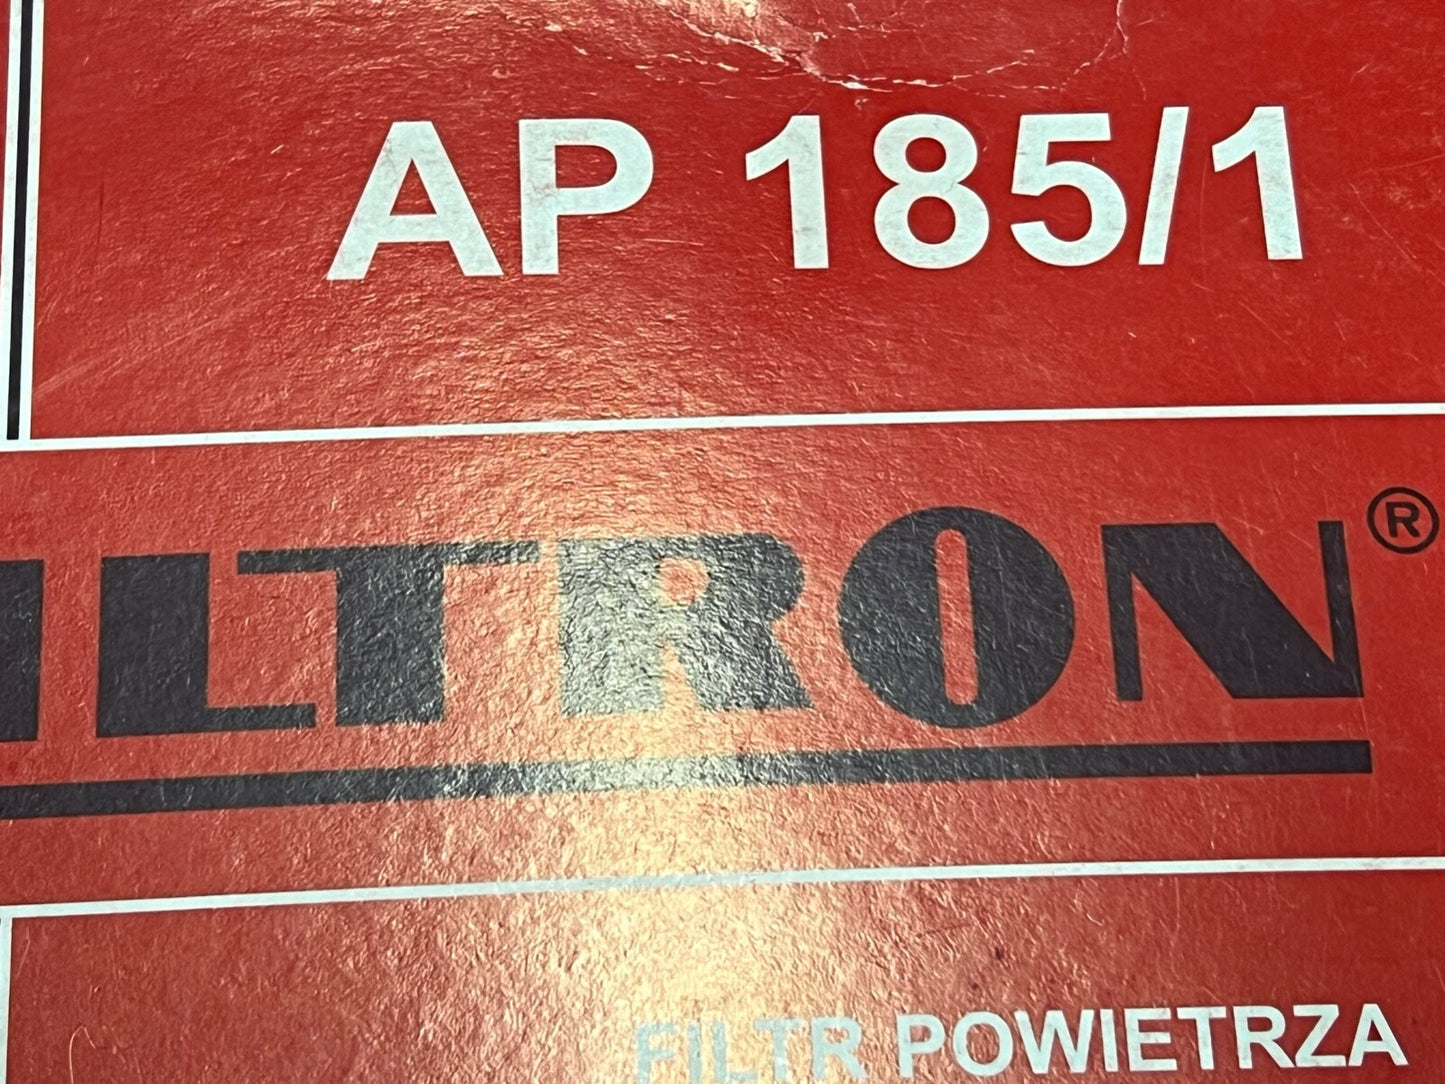 AP 185/1
ILTRON®
FILTR POWIETRZA